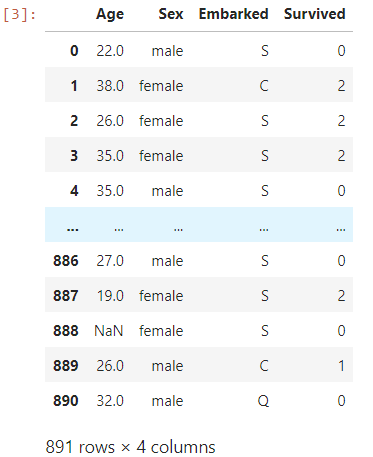 [3]: Age Sex Embarked Survived
0 22.0 male S 0
1 38.0 female C 2
2 26.0 female S 2
3 35.0 female S 2
4 35.0 male S 0
... ... ... ... ...
886 27.0 male S 0
887 19.0 female S 2
888 NaN female S 0
889 26.0 male C 1
890 32.0 male Q 0
891 rows × 4 columns